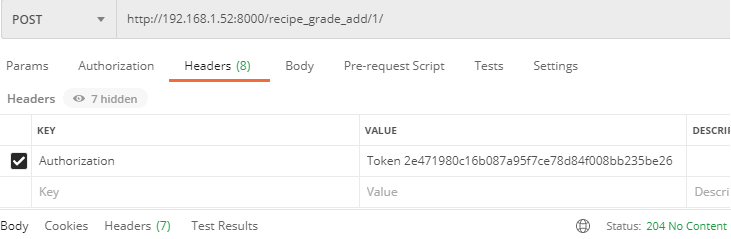 POST http://192.168.1.52:8000/recipe_grade_add/1/
Params Authorization Headers (8) Body Pre-request Script Tests Settings
Headers 7 hidden
KEY VALUE DESCRIP
Authorization Token 2e471980c16b087a95f7ce78d84f008bb235be26
Key Value Descri
Body Cookies Headers (7) Test Results Status: 204 No Content